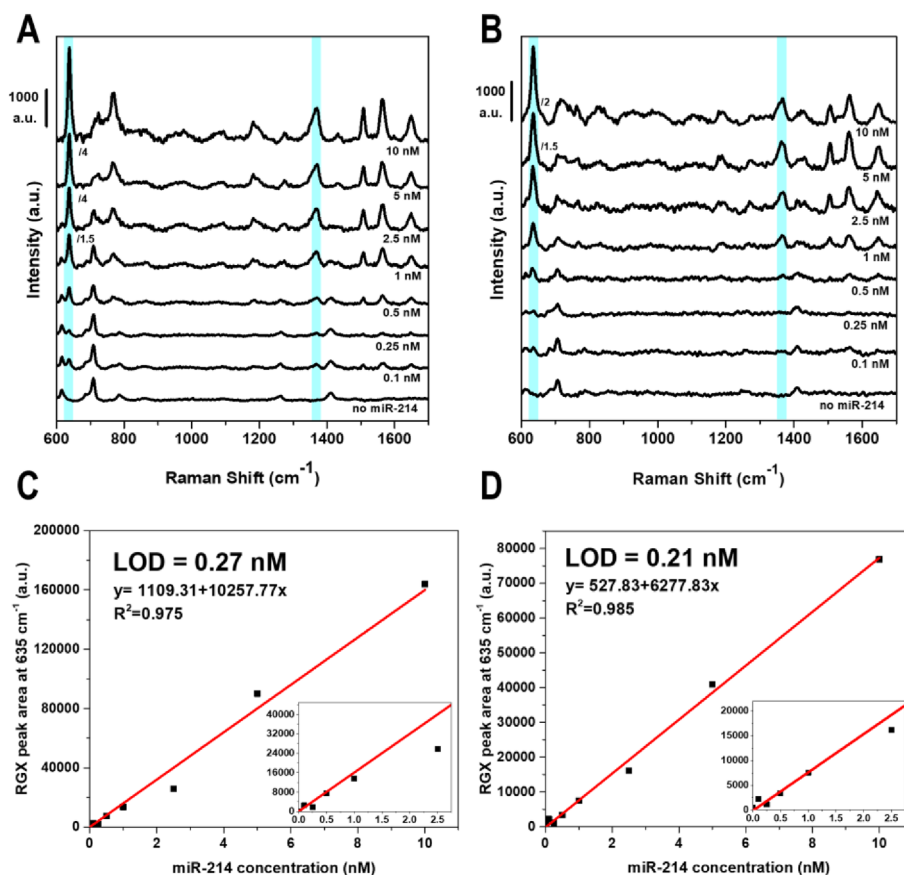 A
1000
a.u.
Intensity (a.u.)
/4
/4
/1.5
10 nM
5 nM
2.5 nM
1 nM
0.5 nM
0.25 nM
0.1 nM
no miR-214
600 800 1000 1200 1400 1600
Raman Shift (cm⁻¹)
B
1000
a.u.
Intensity (a.u.)
/2
/1.5
10 nM
5 nM
2.5 nM
1 nM
0.5 nM
0.25 nM
0.1 nM
no miR-214
600 800 1000 1200 1400 1600
Raman Shift (cm⁻¹)
C
RGX peak area at 635 cm⁻¹ (a.u.)
200000
160000
120000
80000
40000
0
LOD = 0.27 nM
y= 1109.31+10257.77x
R²=0.975
40000
32000
24000
16000
8000
0
0.0 0.5 1.0 1.5 2.0 2.5
0 2 4 6 8 10
miR-214 concentration (nM)
D
RGX peak area at 635 cm⁻¹ (a.u.)
80000
70000
60000
50000
40000
30000
20000
10000
0
LOD = 0.21 nM
y= 527.83+6277.83x
R²=0.985
20000
15000
10000
5000
0
0.0 0.5 1.0 1.5 2.0 2.5
0 2 4 6 8 10
miR-214 concentration (nM)